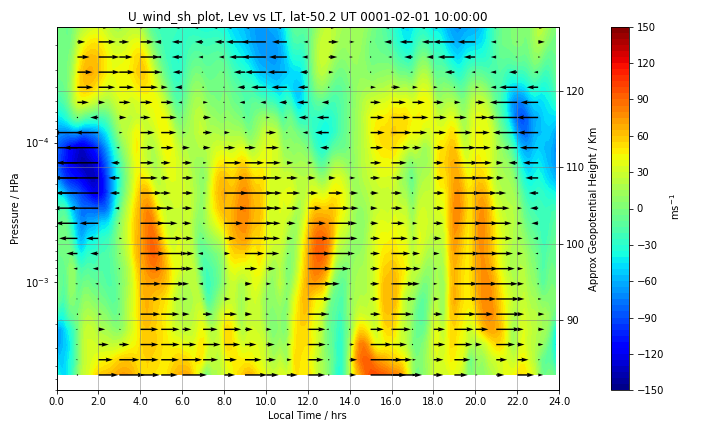 U_wind_sh_plot, Lev vs LT, lat-50.2 UT 0001-02-01 10:00:00
Pressure / HPa
10⁻⁴
10⁻³
0.0 2.0 4.0 6.0 8.0 10.0 12.0 14.0 16.0 18.0 20.0 22.0 24.0
Local Time / hrs
120
110
100
90
Approx Geopotential Height / Km
150
120
90
60
30
0
−30
−60
−90
−120
−150
ms⁻¹